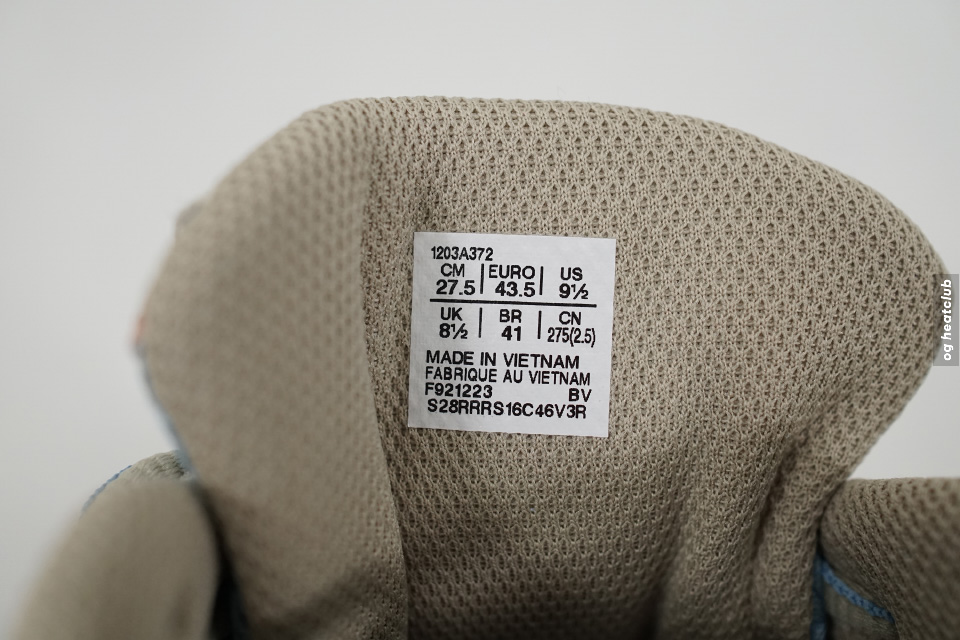 1203A372
CM | EURO | US
27.5 | 43.5 | 9½
UK | BR | CN
8½ | 41 | 275(2.5)
MADE IN VIETNAM
FABRIQUE AU VIETNAM
F921223 BV
S28RRRS16C46V3R
og heatclub